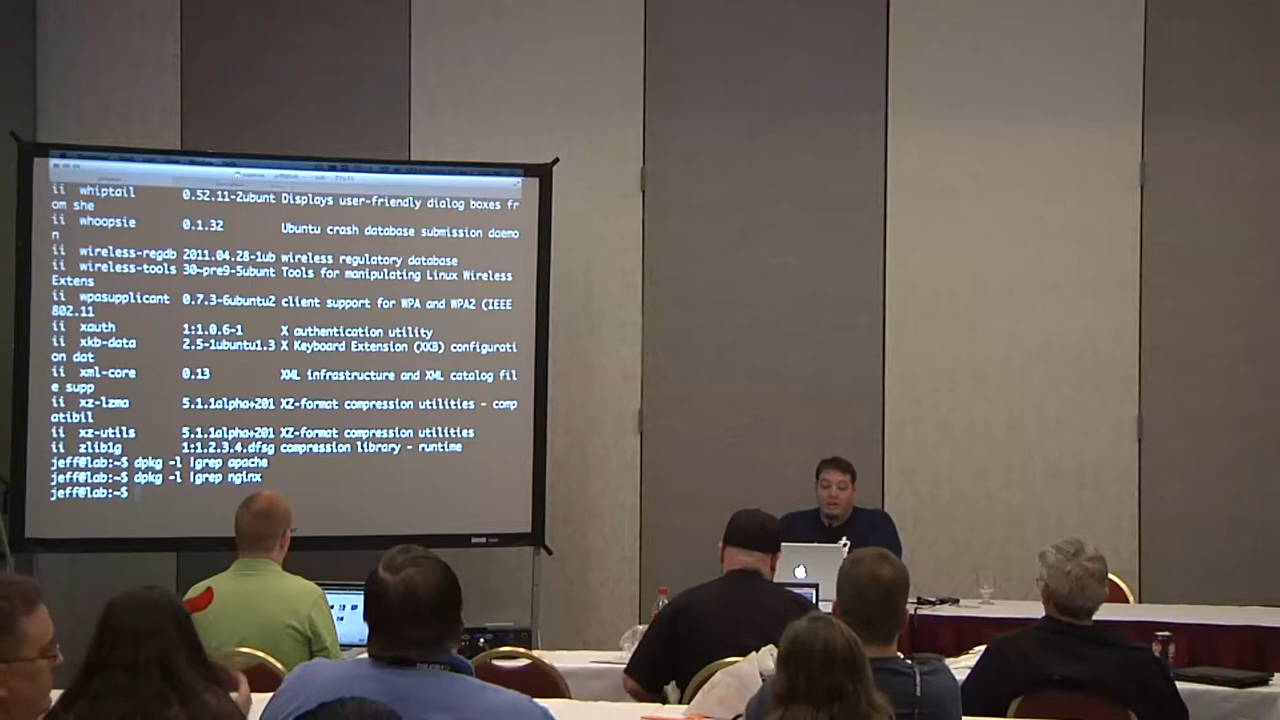 ii whiptail 0.52.11-2ubunt Displays user-friendly dialog boxes fr
om she
ii whoopsie 0.1.32 Ubuntu crash database submission daemo
n
ii wireless-regdb 2011.04.28-1ub wireless regulatory database
ii wireless-tools 30~pre9-5ubunt Tools for manipulating Linux Wireless
Extens
ii wpasupplicant 0.7.3-6ubuntu2 client support for WPA and WPA2 (IEEE
802.11
ii xauth 1:1.0.6-1 X authentication utility
ii xkb-data 2.5-1ubuntu1.3 X Keyboard Extension (XKB) configurati
on dat
ii xml-core 0.13 XML infrastructure and XML catalog fil
e supp
ii xz-lzma 5.1.1alpha+201 XZ-format compression utilities - comp
atibil
ii xz-utils 5.1.1alpha+201 XZ-format compression utilities
ii zlib1g 1:1.2.3.4.dfsg compression library - runtime
jeff@lab:~$ dpkg -l |grep apache
jeff@lab:~$ dpkg -l |grep nginx
jeff@lab:~$